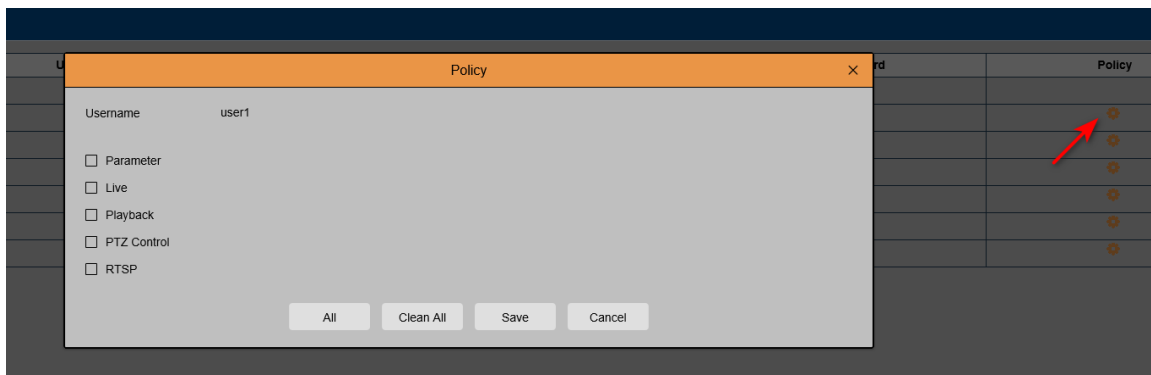 U
Policy
rd
Policy
Username user1
Parameter
Live
Playback
PTZ Control
RTSP
All Clean All Save Cancel